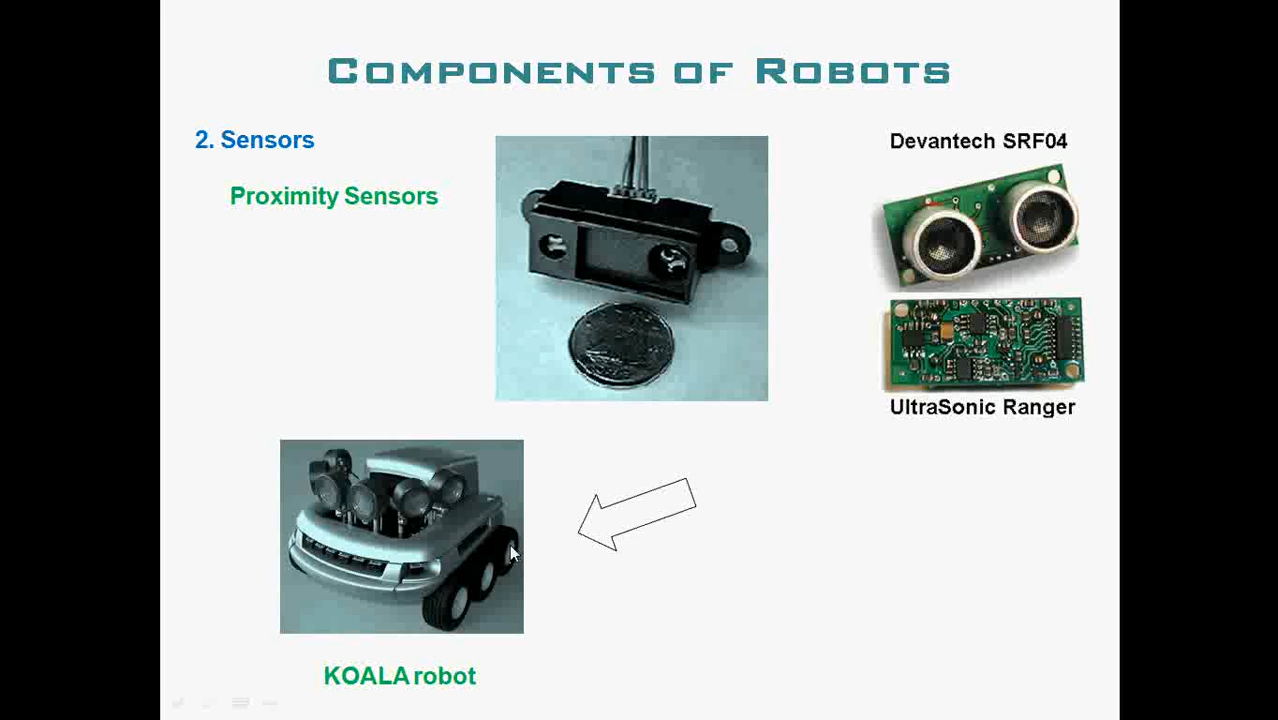 COMPONENTS OF ROBOTS
2. Sensors
Proximity Sensors
Devantech SRF04
UltraSonic Ranger
KOALA robot